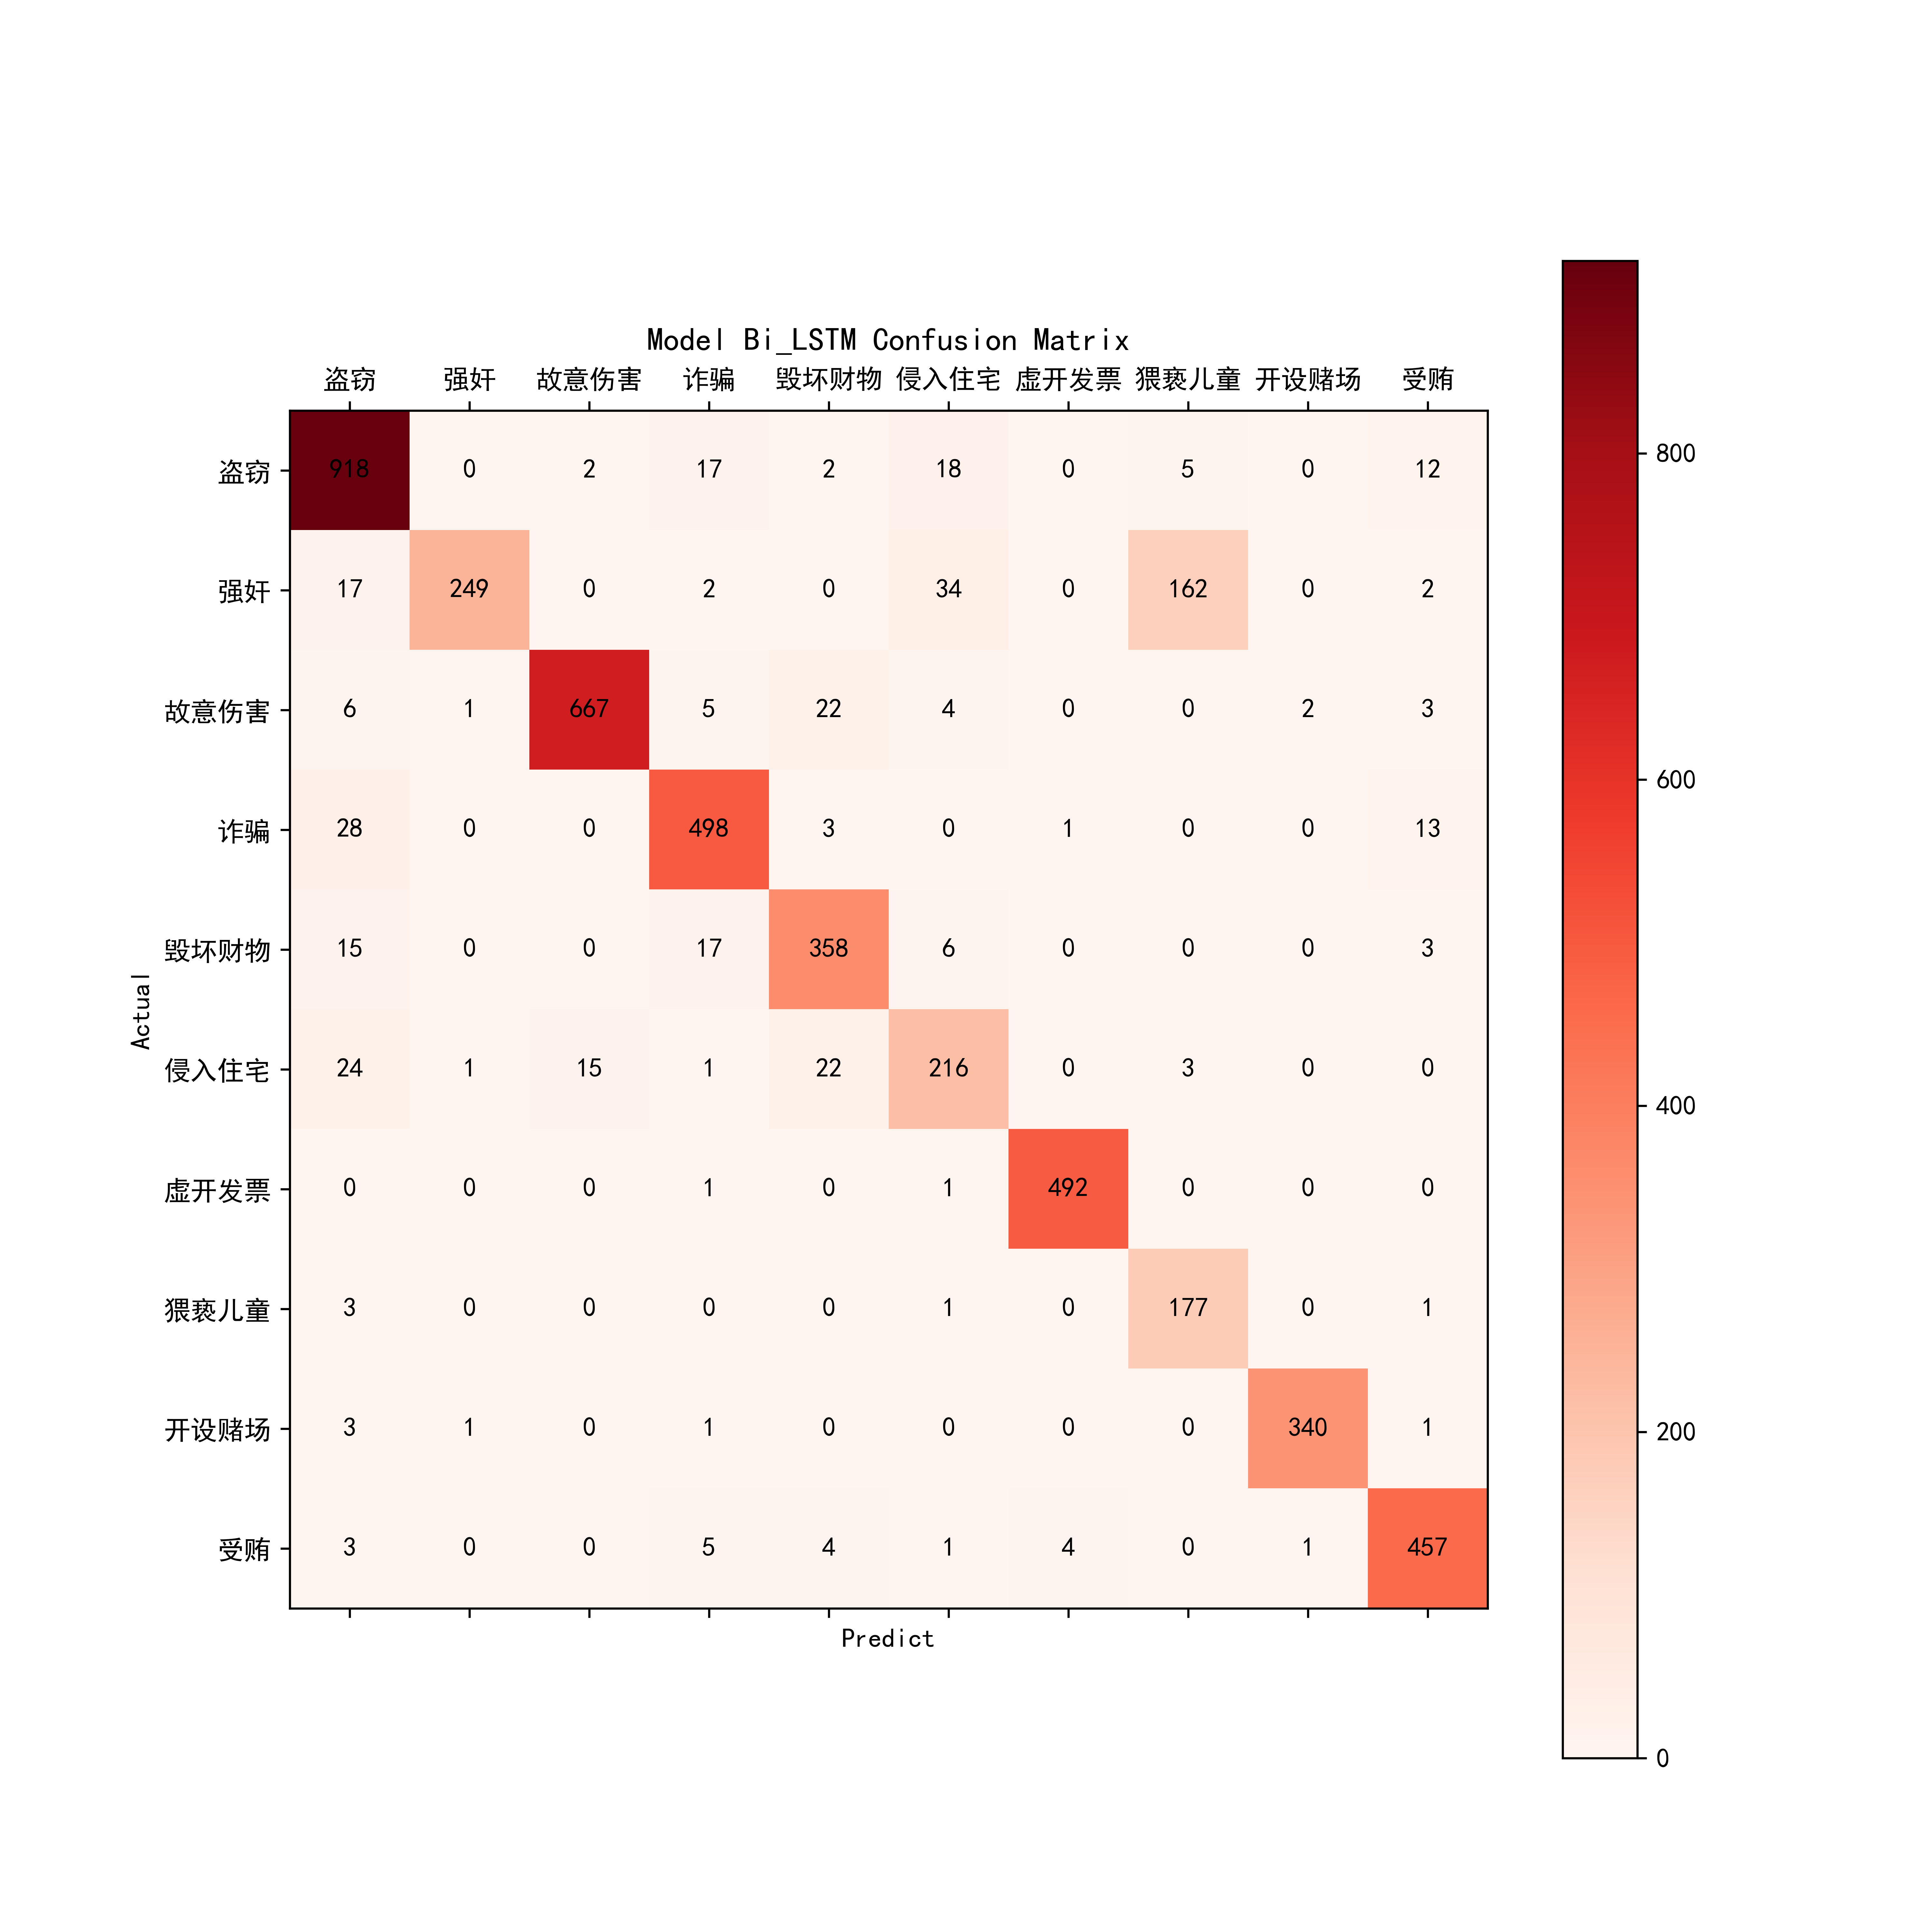 Model Bi_LSTM Confusion Matrix
盗窃 强奸 故意伤害 诈骗 毁坏财物 侵入住宅 虚开发票 猥亵儿童 开设赌场 受贿
盗窃 918 0 2 17 2 18 0 5 0 12
强奸 17 249 0 2 0 34 0 162 0 2
故意伤害 6 1 667 5 22 4 0 0 2 3
诈骗 28 0 0 498 3 0 1 0 0 13
毁坏财物 15 0 0 17 358 6 0 0 0 3
侵入住宅 24 1 15 1 22 216 0 3 0 0
虚开发票 0 0 0 1 0 1 492 0 0 0
猥亵儿童 3 0 0 0 0 1 0 177 0 1
开设赌场 3 1 0 1 0 0 0 0 340 1
受贿 3 0 0 5 4 1 4 0 1 457
Actual
Predict
800
600
400
200
0